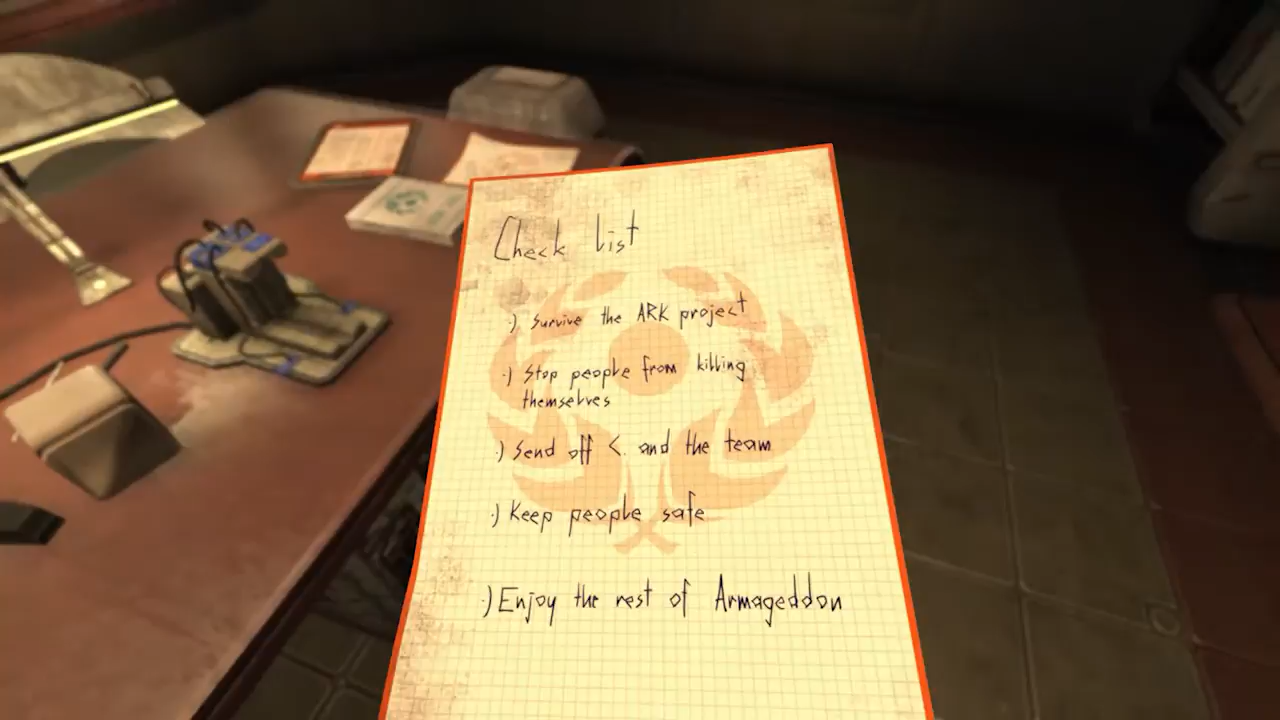 Check list
·) Survive the ARK project
·) Stop people from killing
themselves
·) Send off C. and the team
·) Keep people safe
·) Enjoy the rest of Armageddon